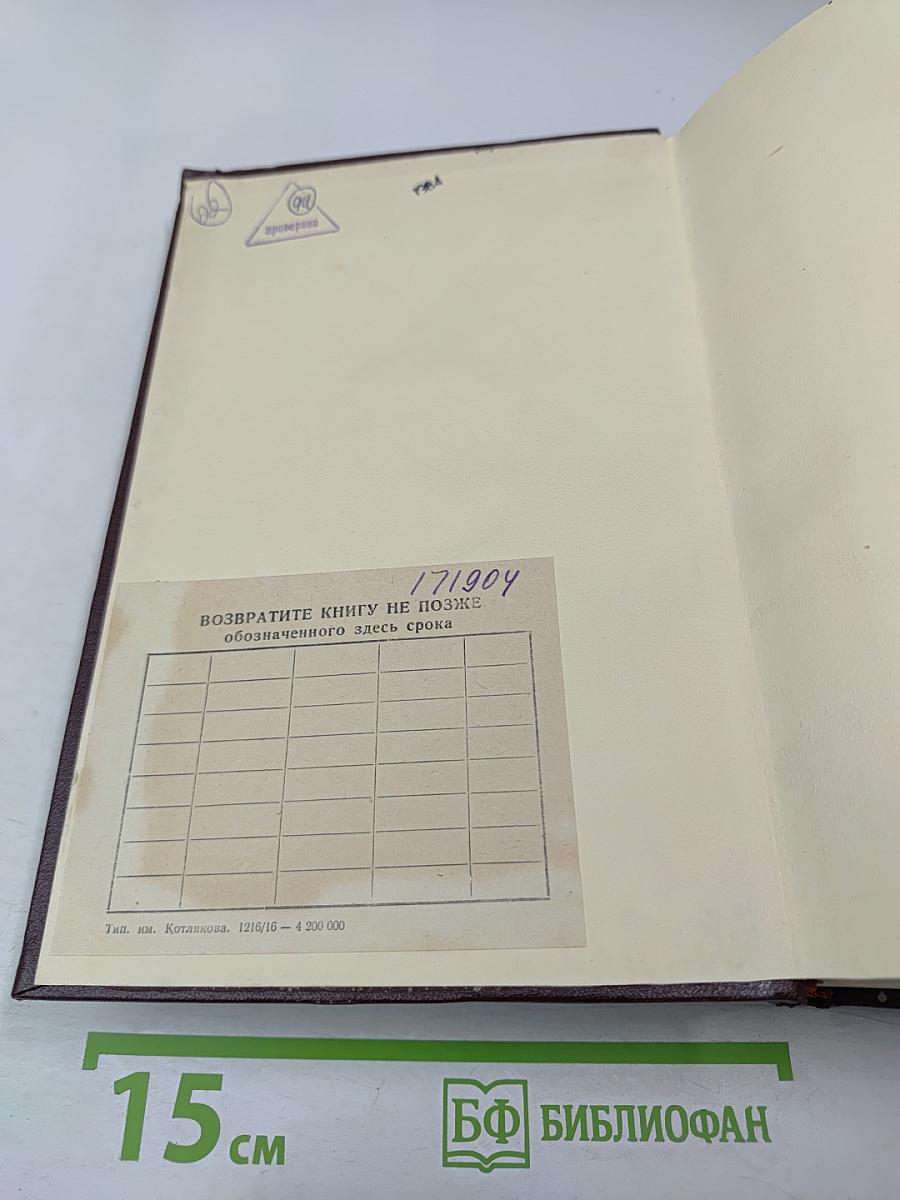 проверено
171904
ВОЗВРАТИТЕ КНИГУ НЕ ПОЗЖЕ
обозначенного здесь срока
Тип. им. Котлякова. 1216/16 — 4 200 000
15 см
БФ БИБЛИОФАН